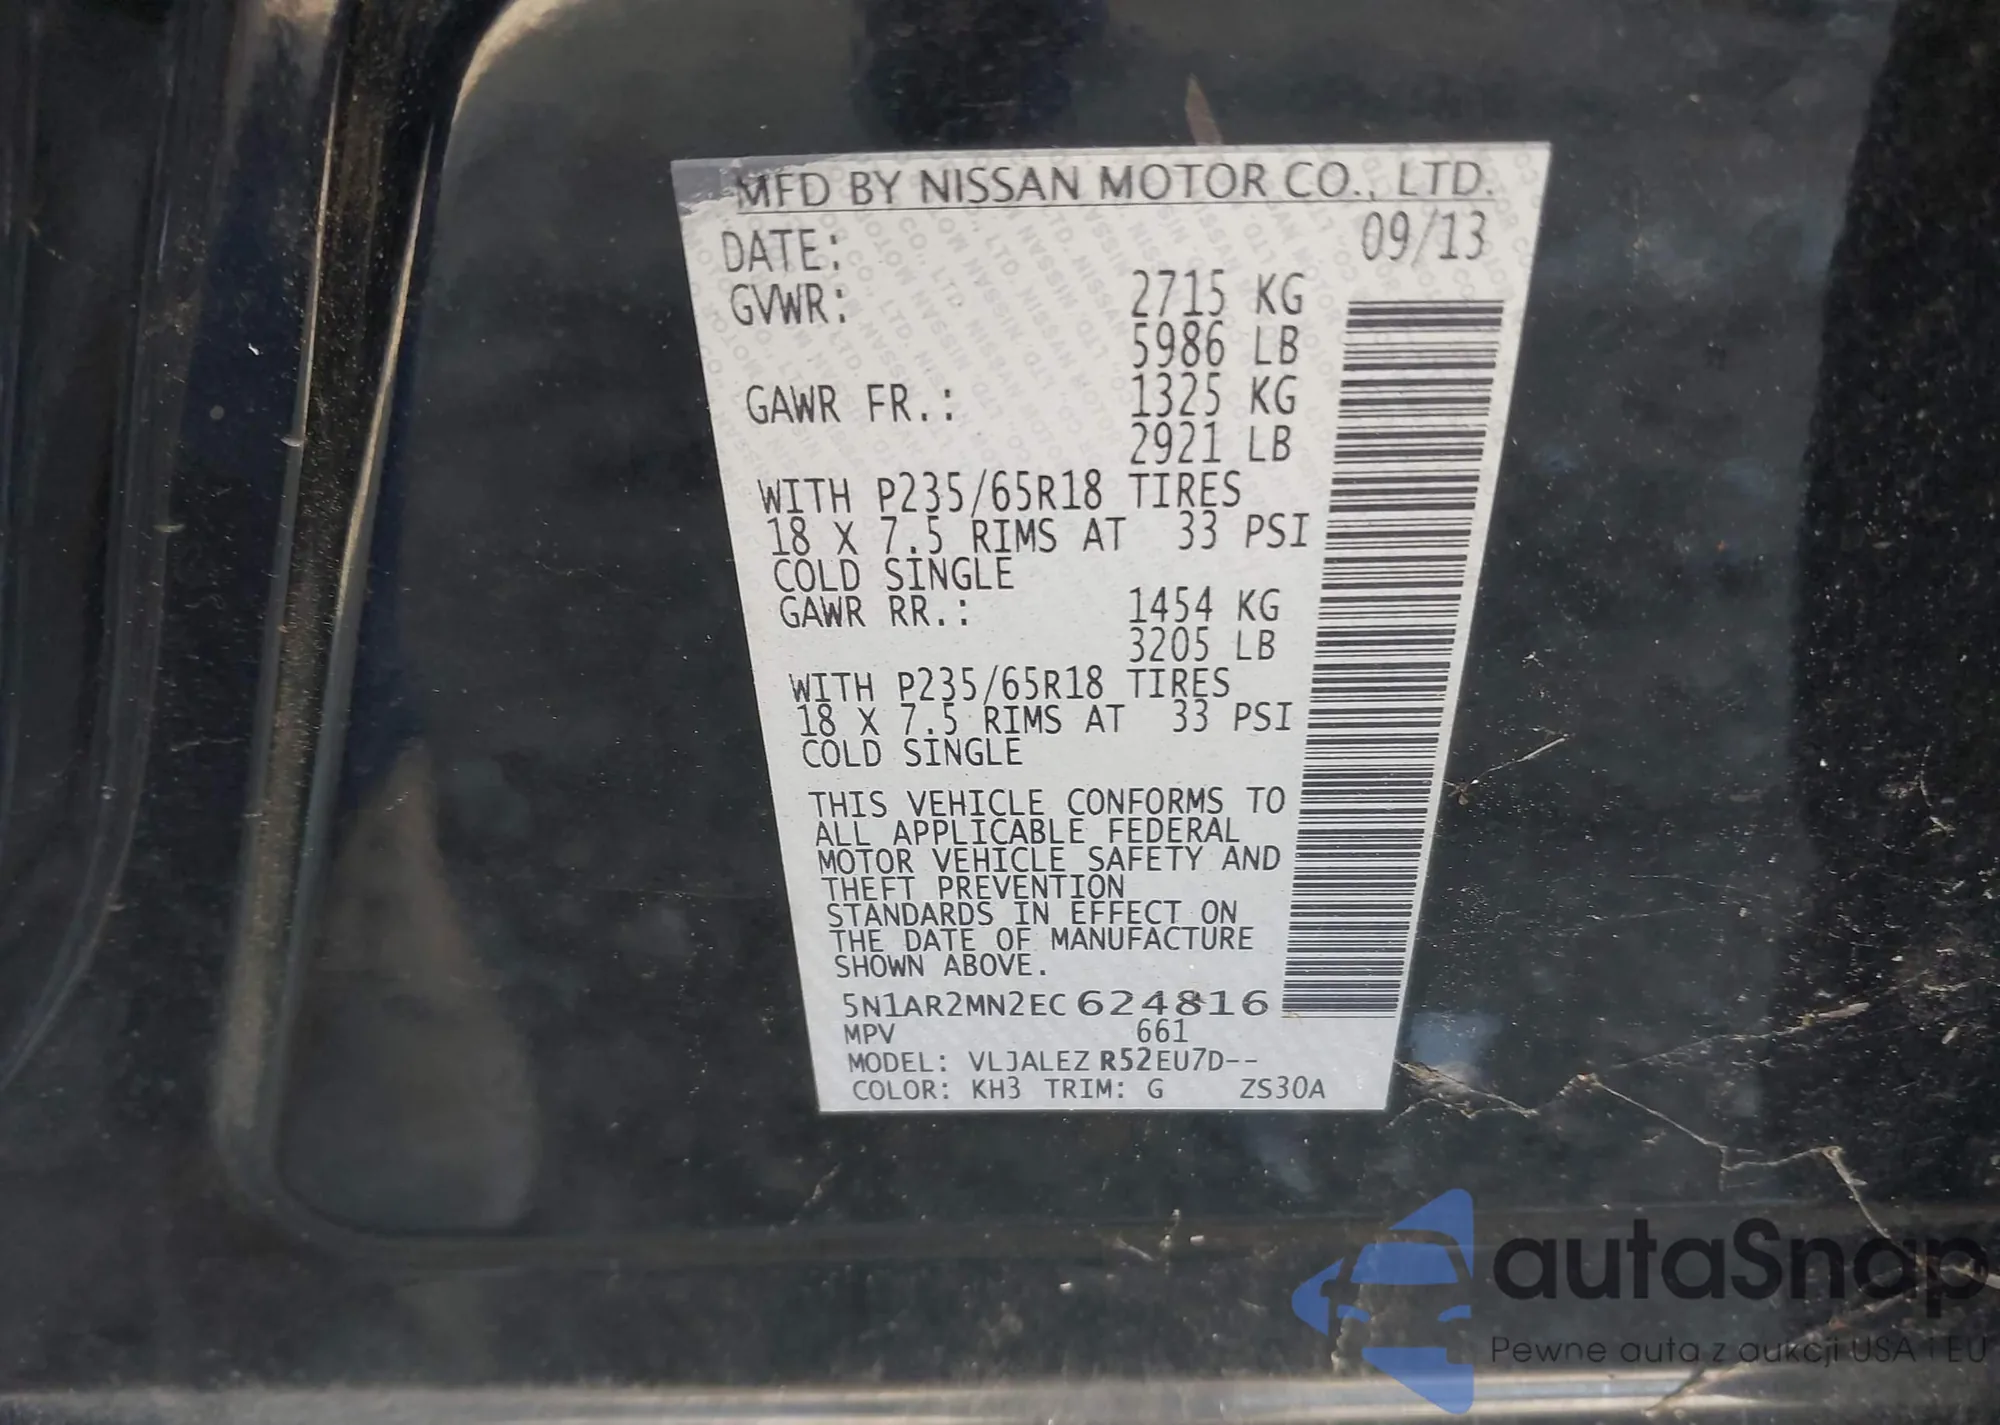 MFD BY NISSAN MOTOR CO., LTD.
DATE: 09/13
GVWR: 2715 KG
5986 LB
GAWR FR.: 1325 KG
2921 LB
WITH P235/65R18 TIRES
18 X 7.5 RIMS AT 33 PSI
COLD SINGLE
GAWR RR.: 1454 KG
3205 LB
WITH P235/65R18 TIRES
18 X 7.5 RIMS AT 33 PSI
COLD SINGLE
THIS VEHICLE CONFORMS TO
ALL APPLICABLE FEDERAL
MOTOR VEHICLE SAFETY AND
THEFT PREVENTION
STANDARDS IN EFFECT ON
THE DATE OF MANUFACTURE
SHOWN ABOVE.
5N1AR2MN2EC624816
MPV 661
MODEL: VLJALEZ R52EU7D--
COLOR: KH3 TRIM: G ZS30A
autaSnap
Pewne auta z aukcji USA i EU